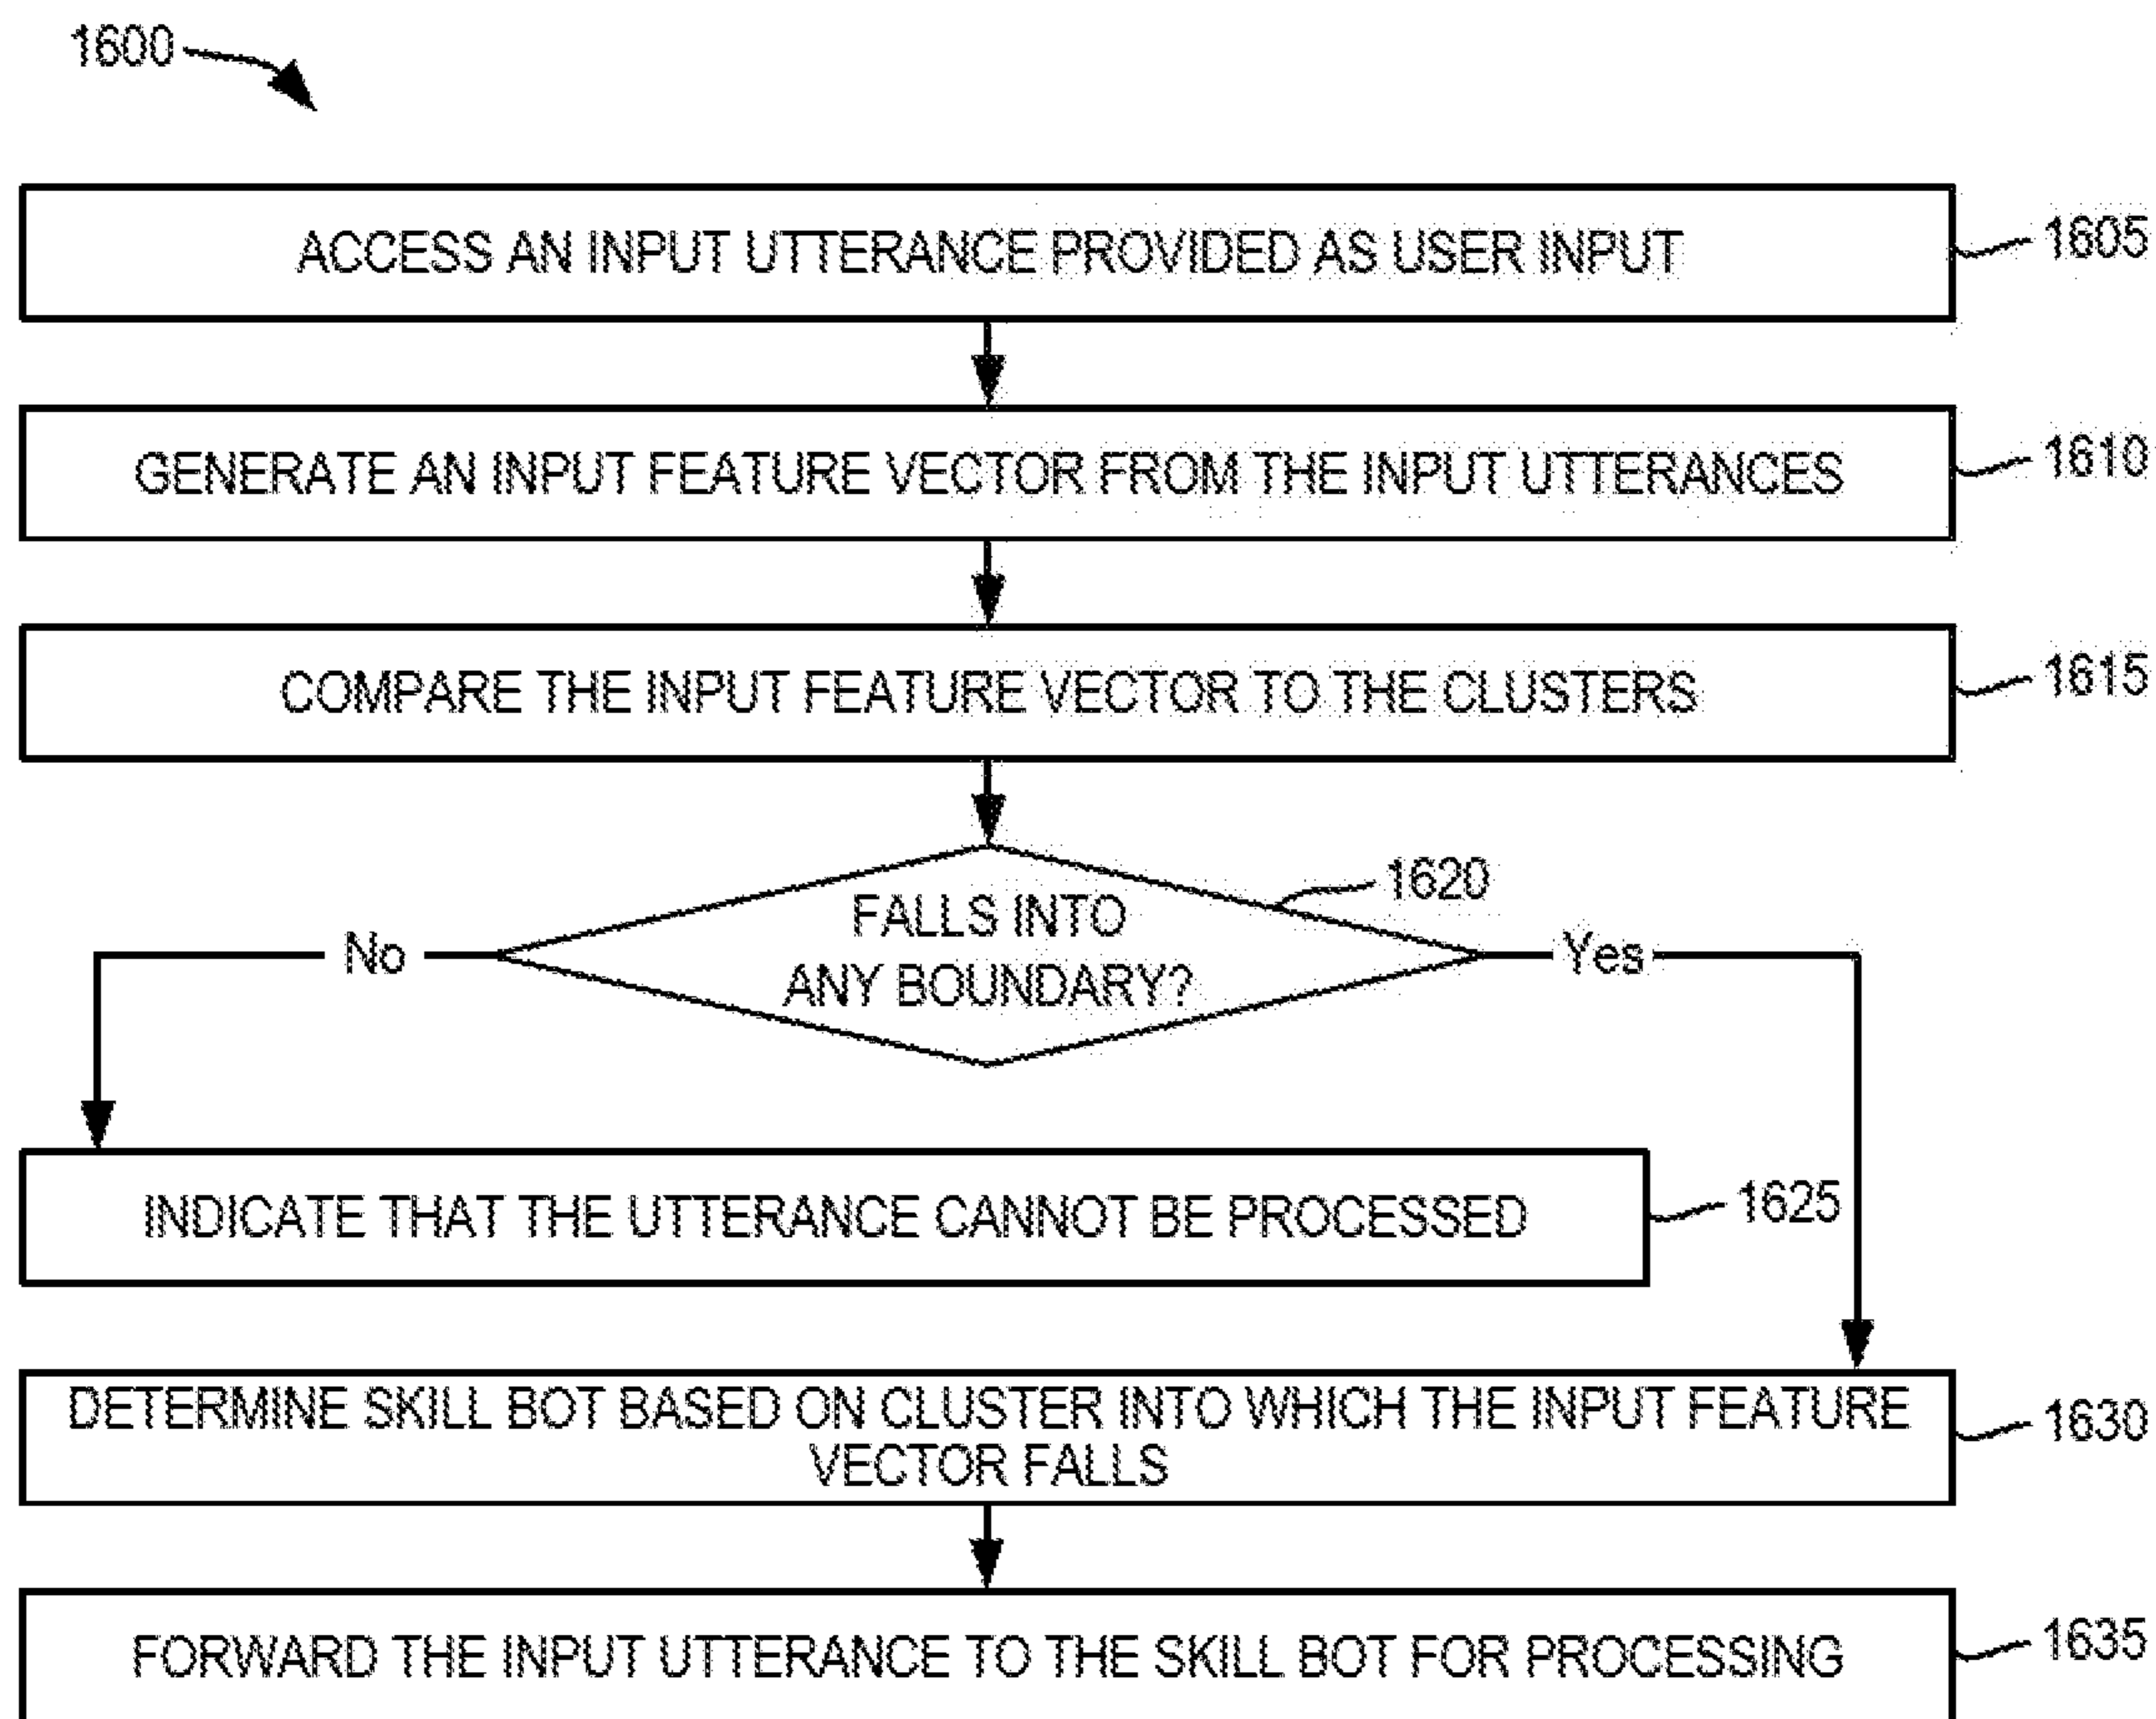 1600
ACCESS AN INPUT UTTERANCE PROVIDED AS USER INPUT
1605
GENERATE AN INPUT FEATURE VECTOR FROM THE INPUT UTTERANCES
1610
COMPARE THE INPUT FEATURE VECTOR TO THE CLUSTERS
1615
1620
FALLS INTO
ANY BOUNDARY?
No
Yes
INDICATE THAT THE UTTERANCE CANNOT BE PROCESSED
1625
DETERMINE SKILL BOT BASED ON CLUSTER INTO WHICH THE INPUT FEATURE
VECTOR FALLS
1630
FORWARD THE INPUT UTTERANCE TO THE SKILL BOT FOR PROCESSING
1635